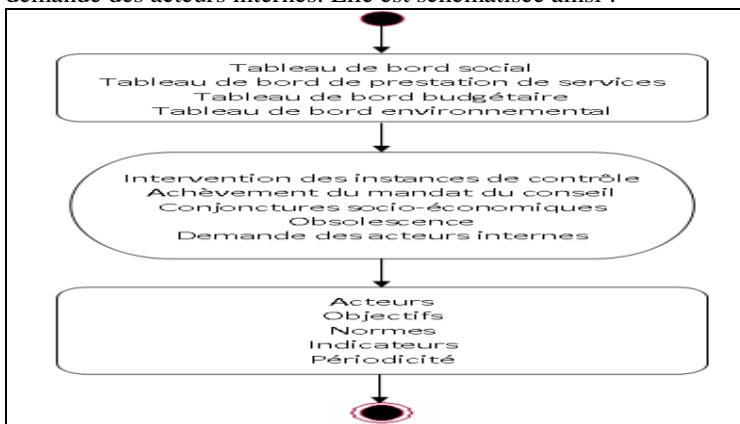 demande des acteurs internes. Elle est schématisée ainsi :
Tableau de bord social
Tableau de bord de prestation de services
Tableau de bord budgétaire
Tableau de bord environnemental
Intervention des instances de contrôle
Achèvement du mandat du conseil
Conjonctures socio-économiques
Obsolescence
Demande des acteurs internes
Acteurs
Objectifs
Normes
Indicateurs
Périodicité